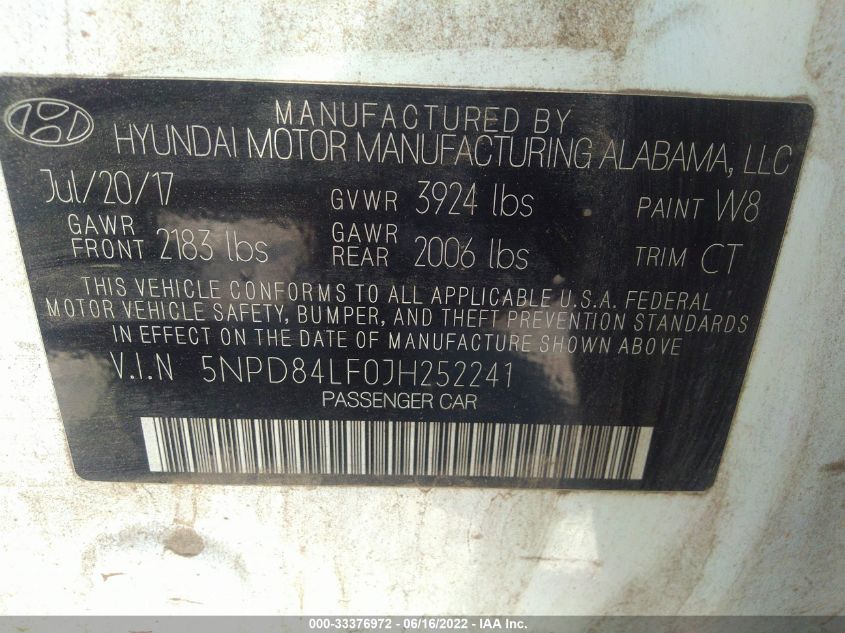 MANUFACTURED BY
HYUNDAI MOTOR MANUFACTURING ALABAMA, LLC
Jul/20/17 GVWR 3924 lbs PAINT W8
GAWR FRONT 2183 lbs GAWR REAR 2006 lbs TRIM CT
THIS VEHICLE CONFORMS TO ALL APPLICABLE U.S.A. FEDERAL
MOTOR VEHICLE SAFETY, BUMPER, AND THEFT PREVENTION STANDARDS
IN EFFECT ON THE DATE OF MANUFACTURE SHOWN ABOVE.
V.I.N 5NPD84LF0JH252241
PASSENGER CAR
000-33376972 - 06/16/2022 - IAA Inc.